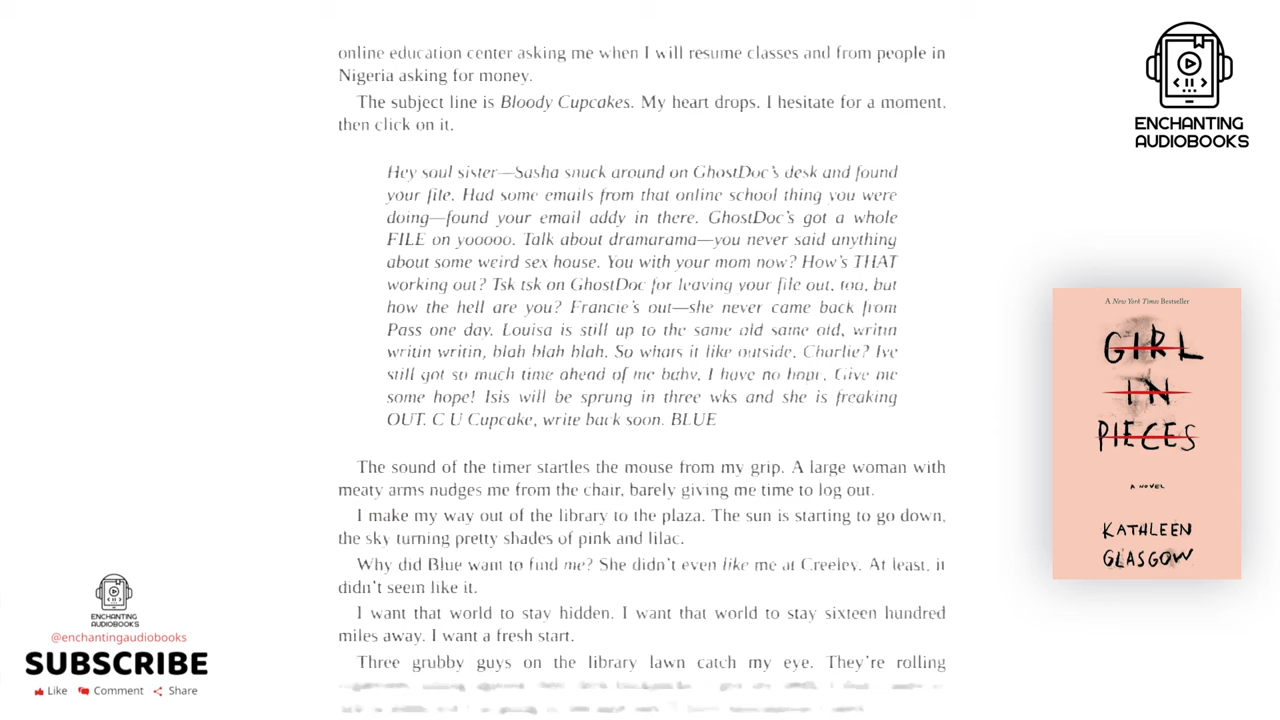 online education center asking me when I will resume classes and from people in
Nigeria asking for money.
The subject line is Bloody Cupcakes. My heart drops. I hesitate for a moment,
then click on it.
Hey soul sister—Sasha snuck around on GhostDoc's desk and found
your file. Had some emails from that online school thing you were
doing—found your email addy in there. GhostDoc's got a whole
FILE on yooooo. Talk about dramarama—you never said anything
about some weird sex house. You with your mom now? How's THAT
working out? Tsk tsk on GhostDoc for leaving your file out, too, but
how the hell are you? Francie's out—she never came back from
Pass one day. Louisa is still up to the same old same old, writin
writin writin, blah blah blah. So whats it like outside, Charlie? Ive
still got so much time ahead of me baby, I have no hope. Give me
some hope! Isis will be sprung in three wks and she is freaking
OUT. C U Cupcake, write back soon. BLUE
The sound of the timer startles the mouse from my grip. A large woman with
meaty arms nudges me from the chair, barely giving me time to log out.
I make my way out of the library to the plaza. The sun is starting to go down,
the sky turning pretty shades of pink and lilac.
Why did Blue want to find me? She didn't even like me at Creeley. At least, it
didn't seem like it.
I want that world to stay hidden. I want that world to stay sixteen hundred
miles away. I want a fresh start.
Three grubby guys on the library lawn catch my eye. They're rolling
ENCHANTING
AUDIOBOOKS
A New York Times Bestseller
GIRL
IN
PIECES
A NOVEL
KATHLEEN
GLASGOW
ENCHANTING
AUDIOBOOKS
@enchantingaudiobooks
SUBSCRIBE
Like Comment Share